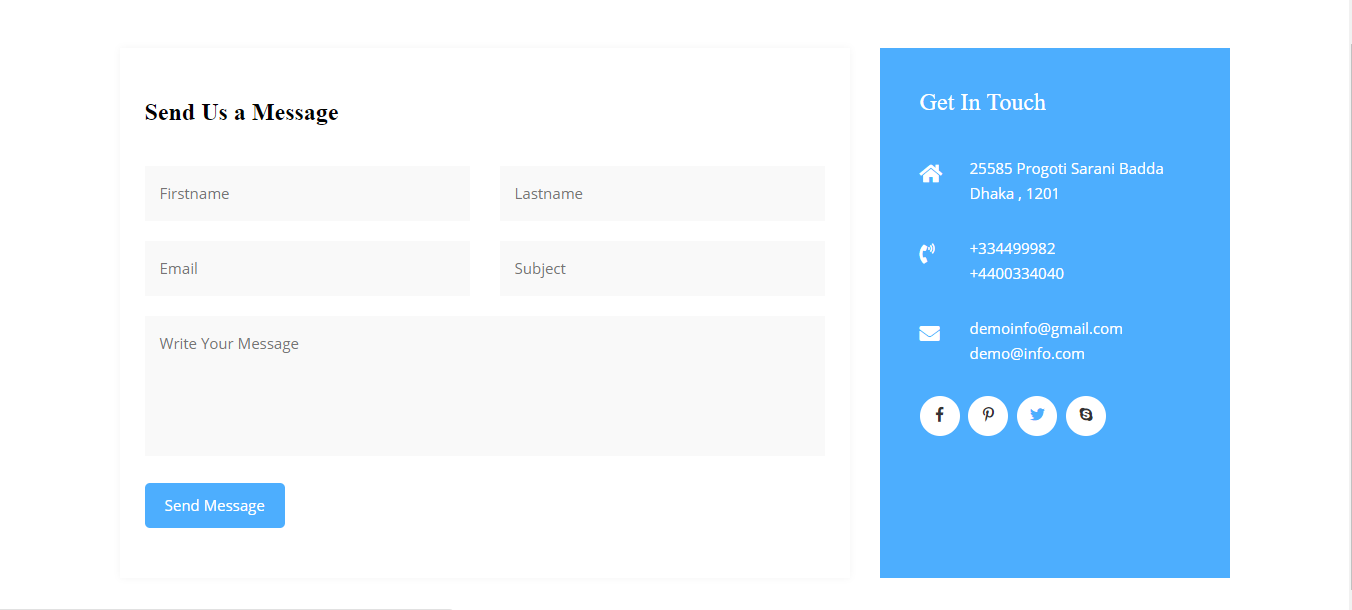 Send Us a Message
Firstname
Lastname
Email
Subject
Write Your Message
Send Message
Get In Touch
25585 Progoti Sarani Badda
Dhaka , 1201
+334499982
+4400334040
demoinfo@gmail.com
demo@info.com